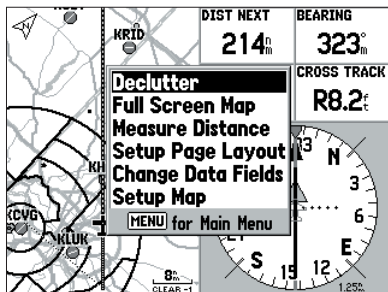 DIST NEXT
BEARING
KRID
214nm
323°m
CROSS TRACK
R8.2ft
Declutter
Full Screen Map
Measure Distance
Setup Page Layout
Change Data Fields
Setup Map
MENU for Main Menu
KH
KCVG
KLUK
N
3
6
E
12
15
S
8nm
CLEAR -1
1.25nm